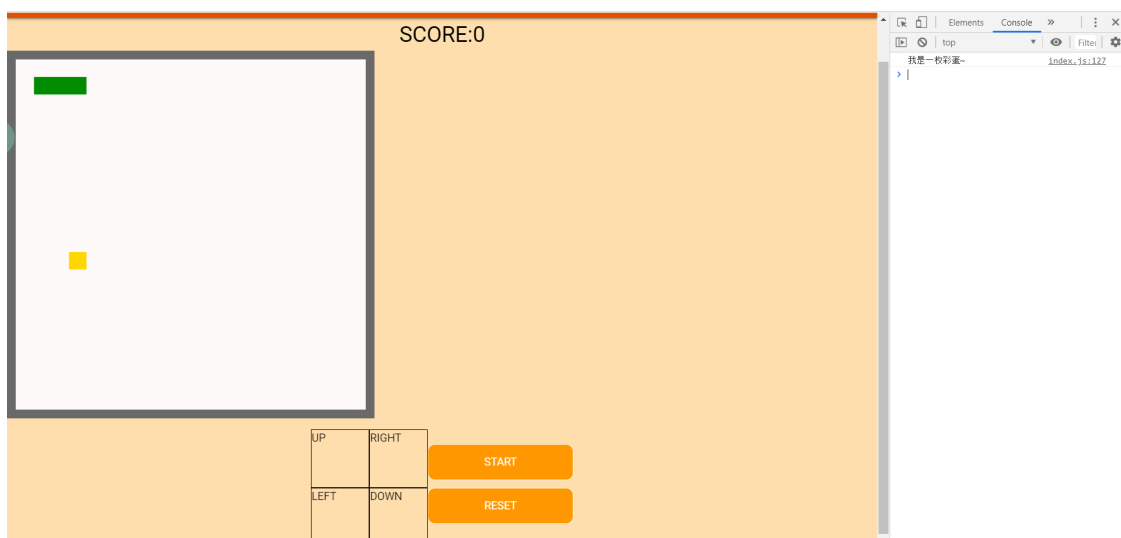 SCORE:0
UP
RIGHT
LEFT
DOWN
START
RESET
Elements Console »
top Filter
我是一枚彩蛋~ index.js:127
>